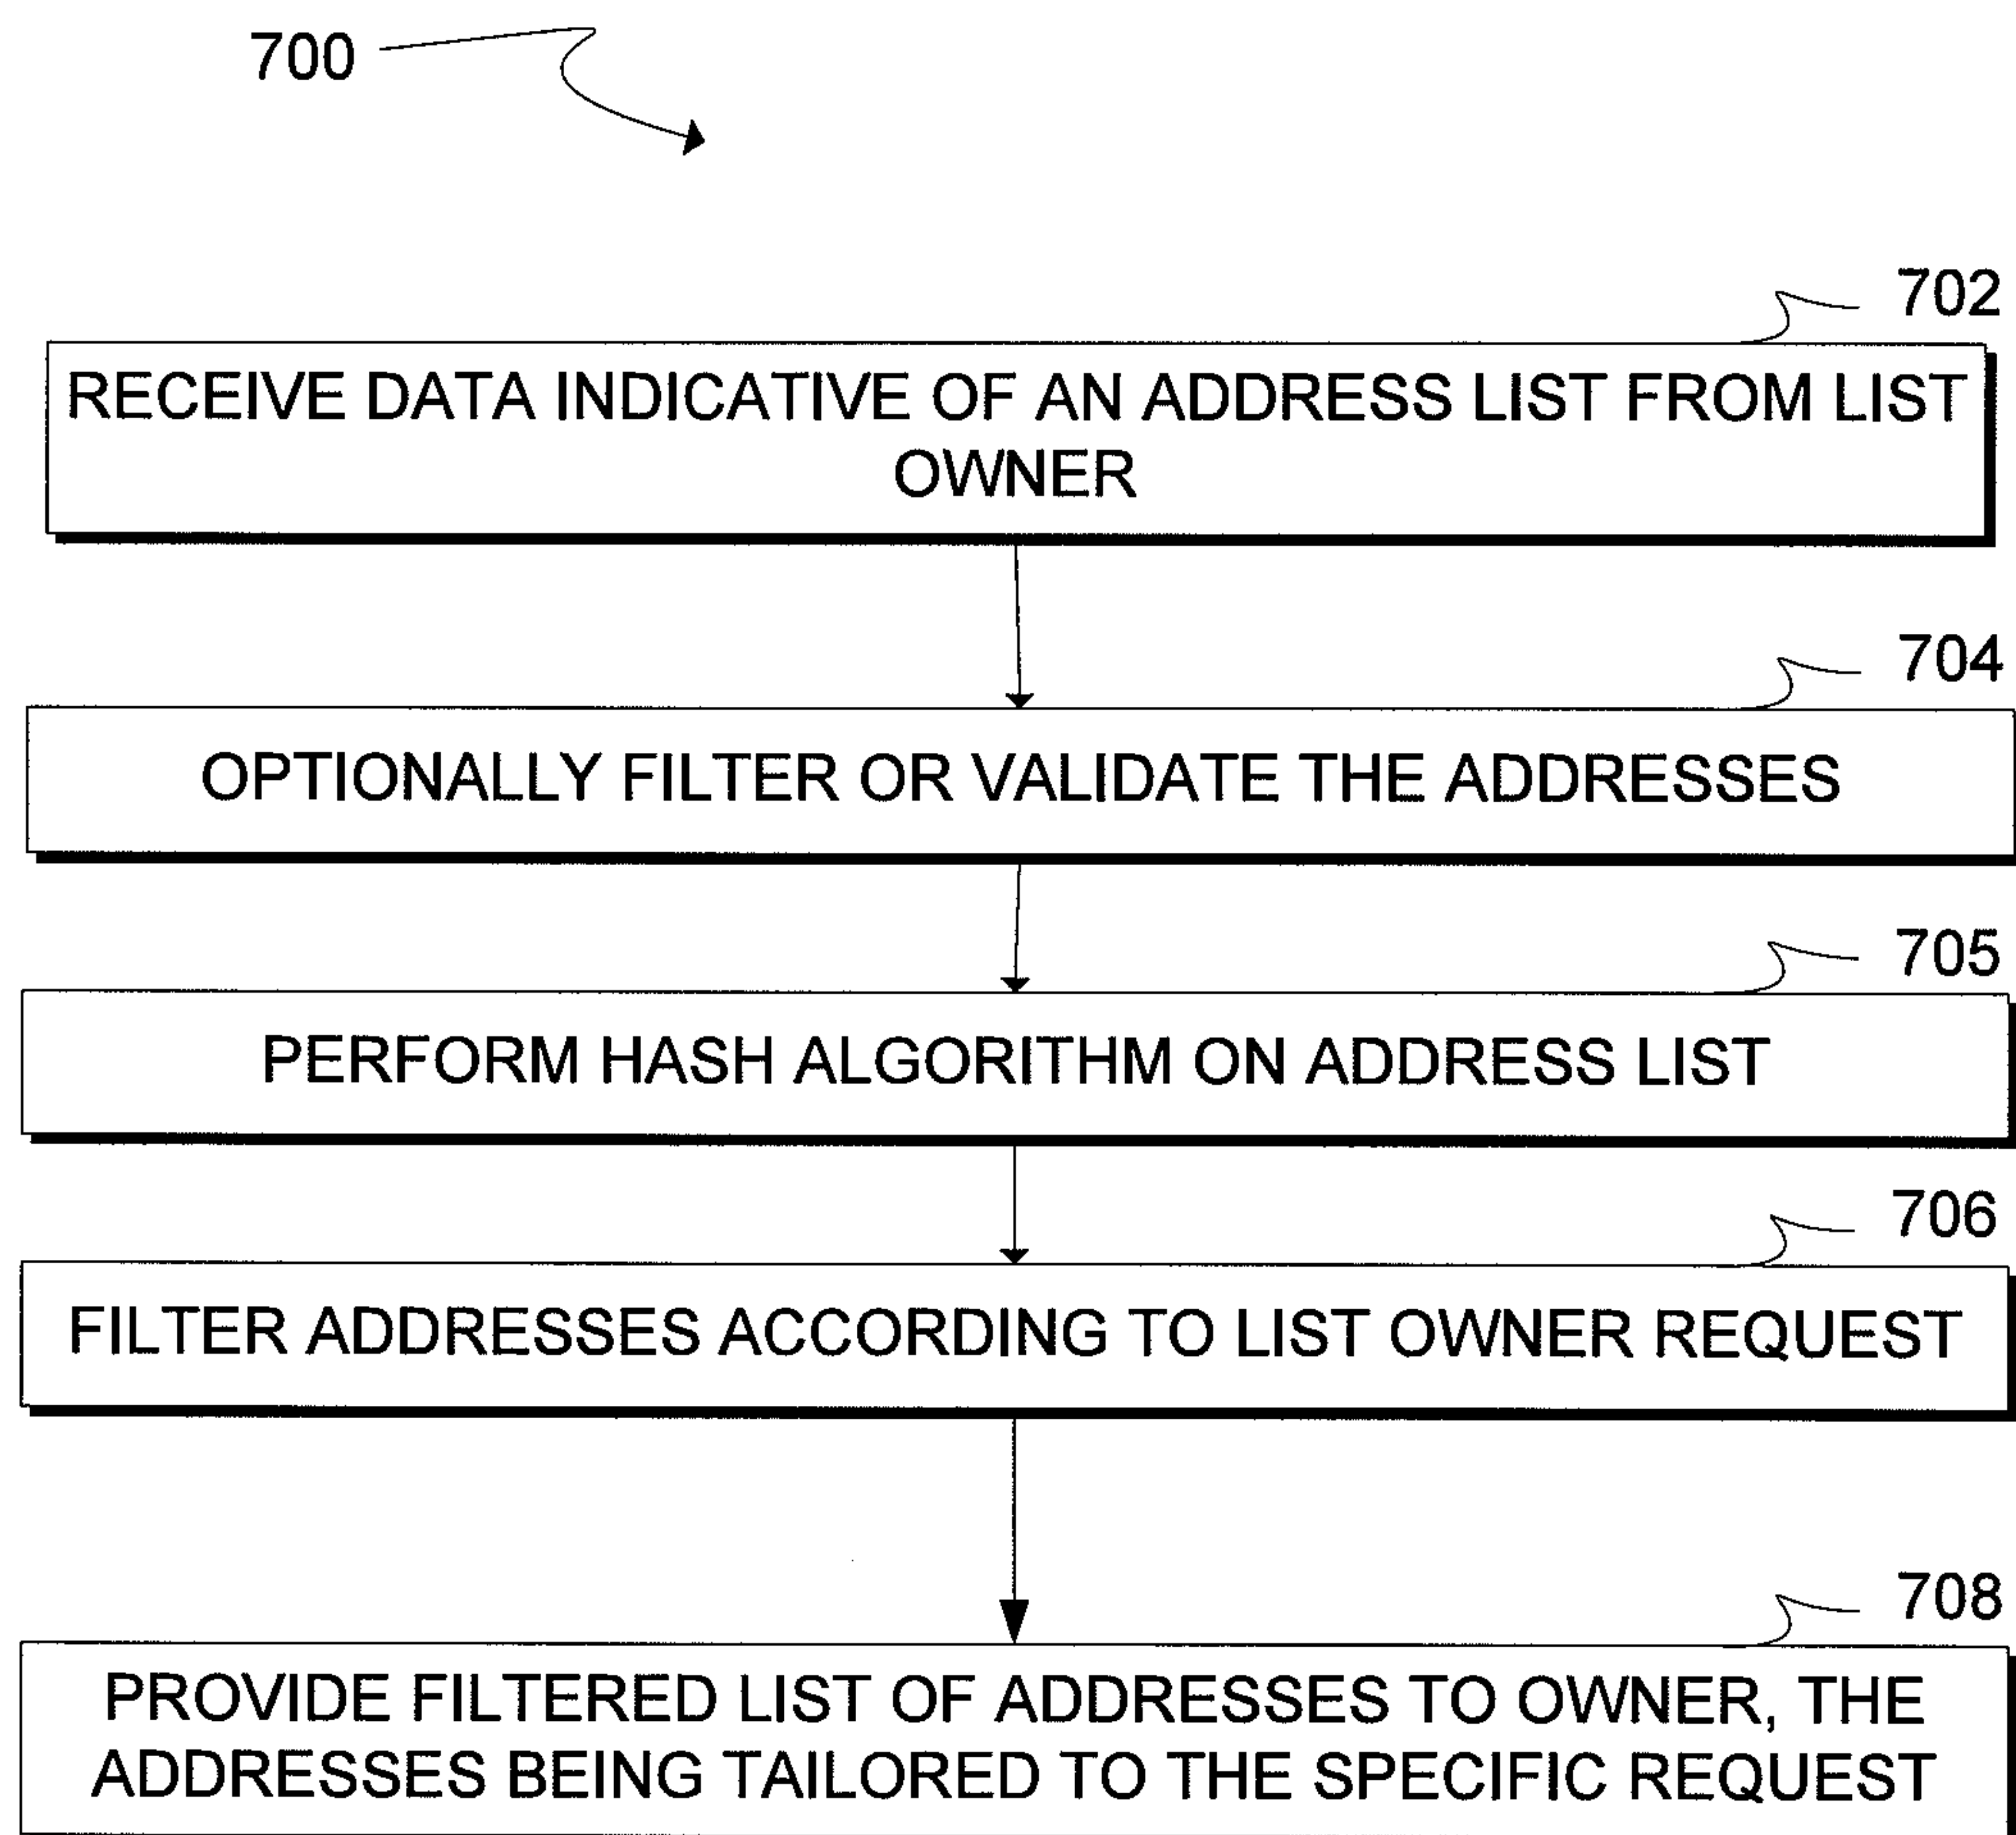 700
702
RECEIVE DATA INDICATIVE OF AN ADDRESS LIST FROM LIST
OWNER
704
OPTIONALLY FILTER OR VALIDATE THE ADDRESSES
705
PERFORM HASH ALGORITHM ON ADDRESS LIST
706
FILTER ADDRESSES ACCORDING TO LIST OWNER REQUEST
708
PROVIDE FILTERED LIST OF ADDRESSES TO OWNER, THE
ADDRESSES BEING TAILORED TO THE SPECIFIC REQUEST